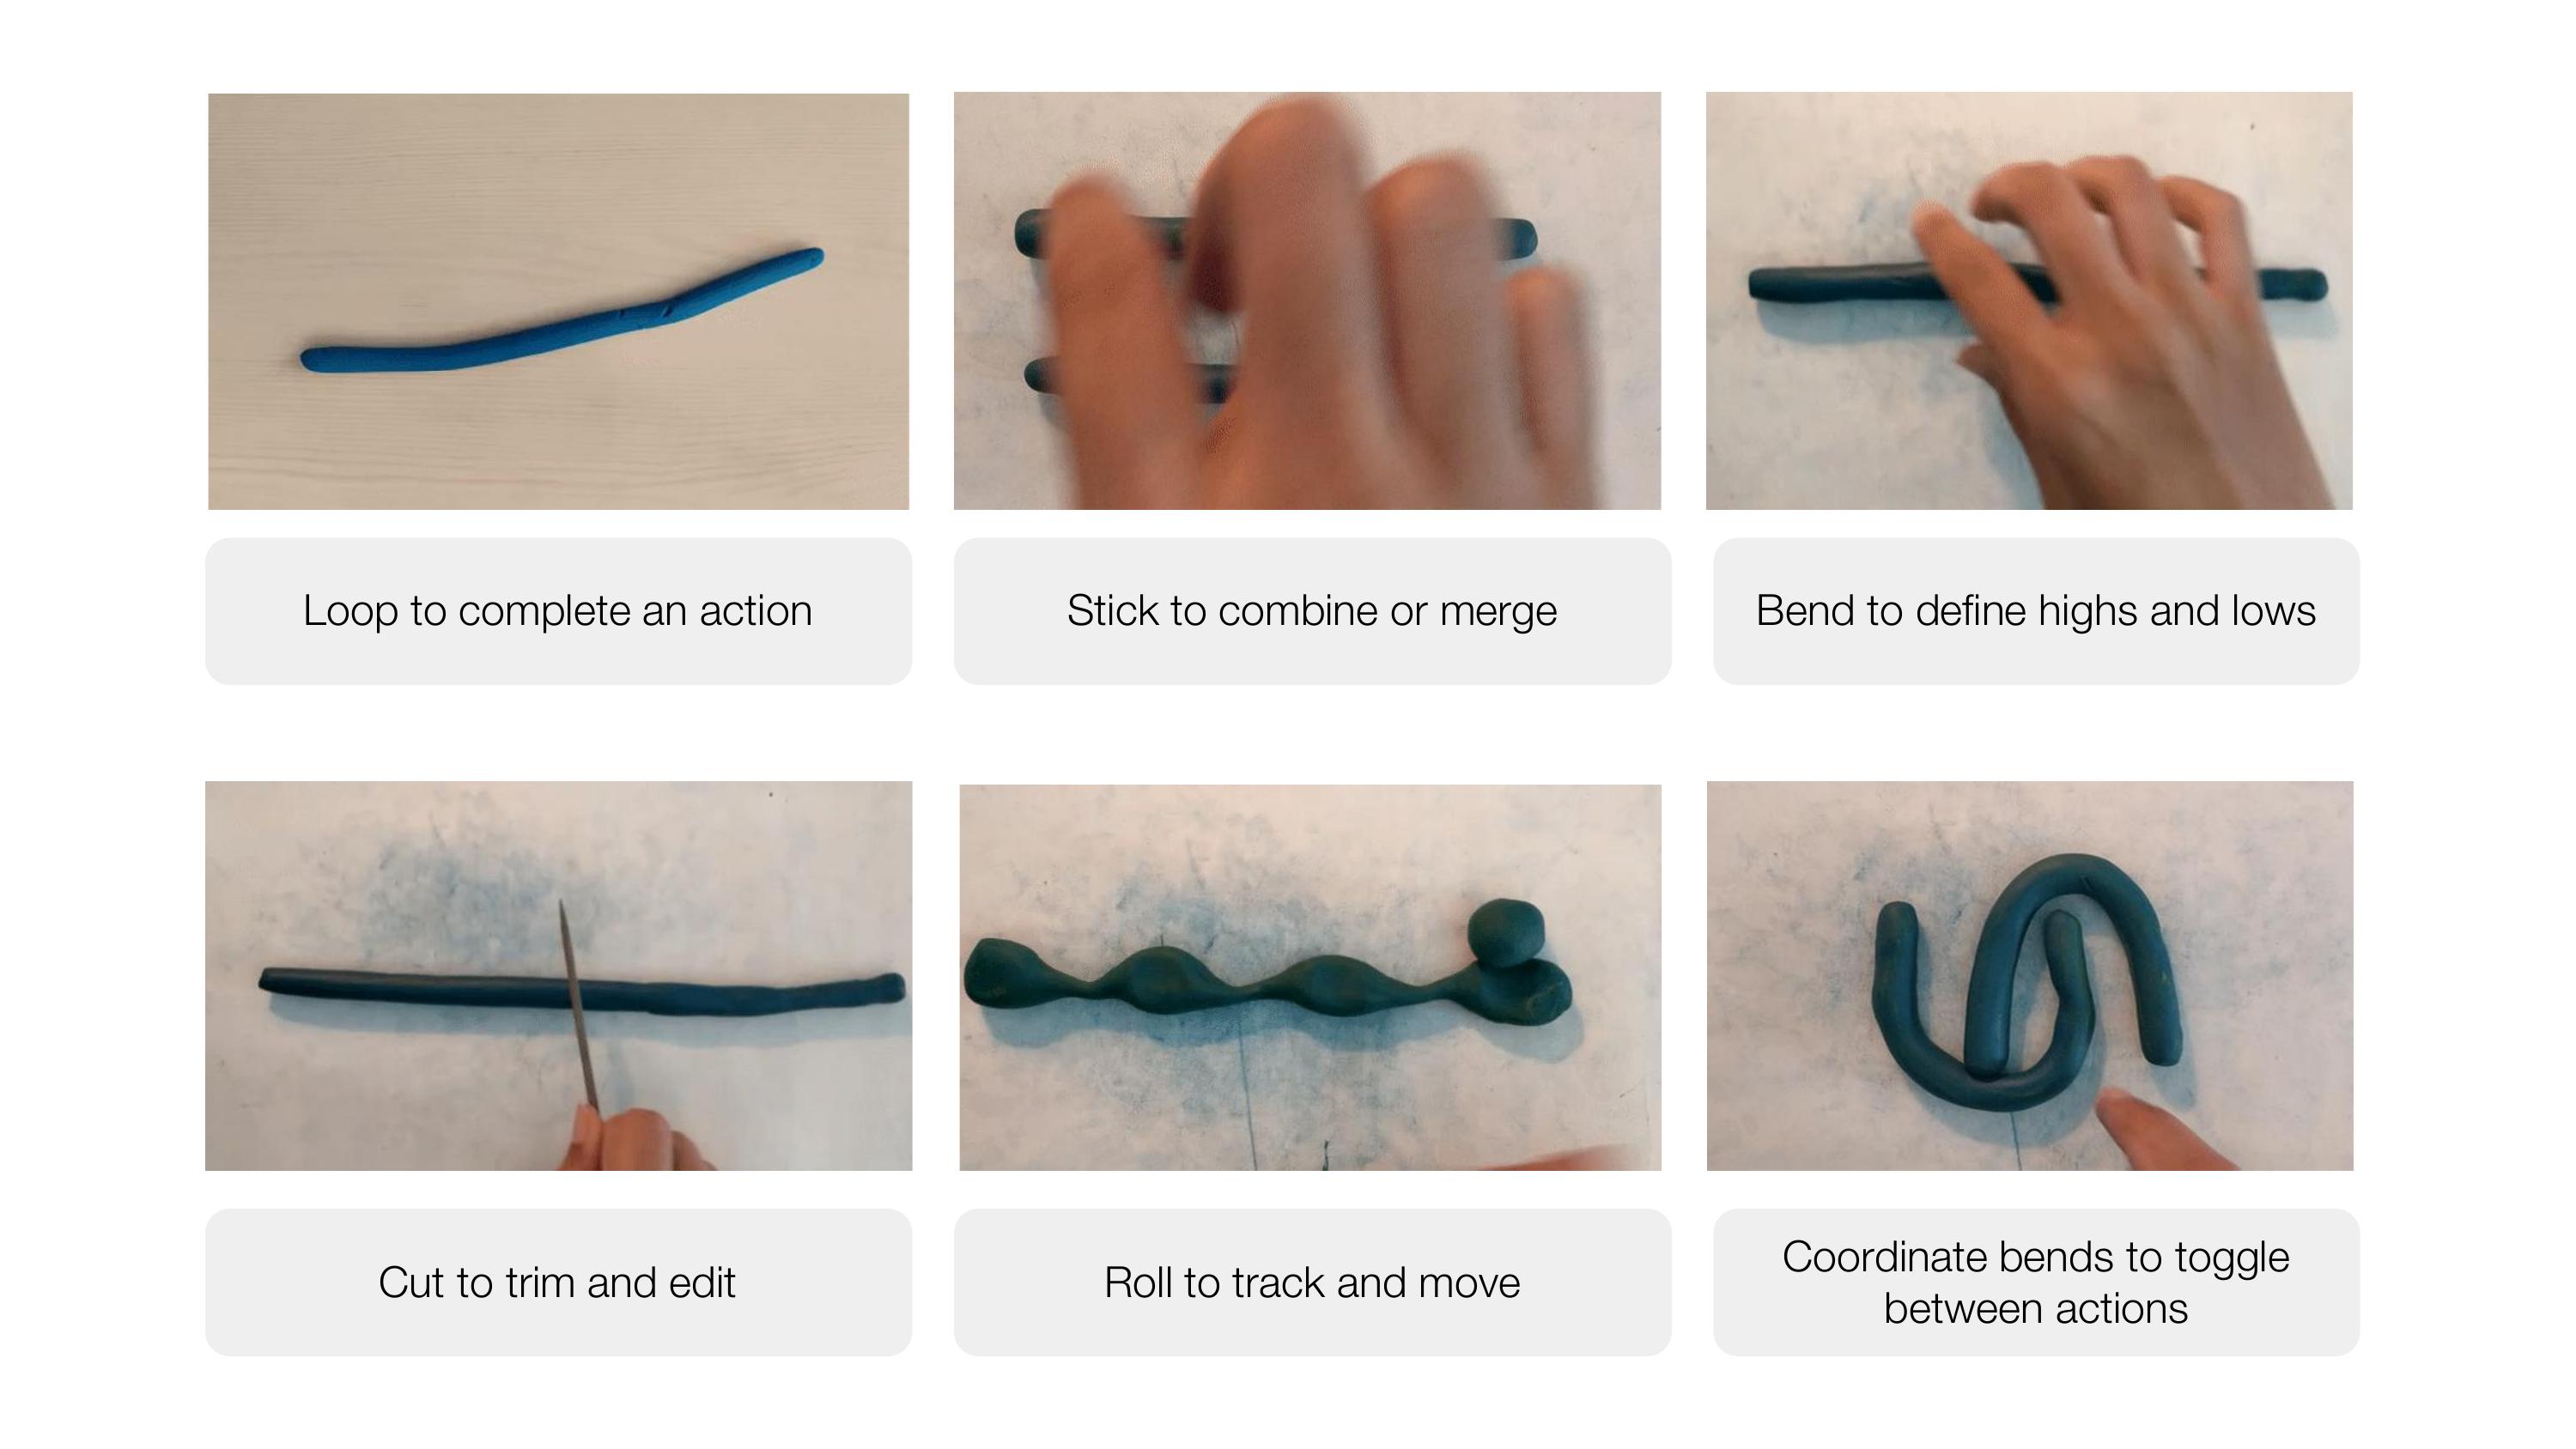 Loop to complete an action
Stick to combine or merge
Bend to define highs and lows
Cut to trim and edit
Roll to track and move
Coordinate bends to toggle
between actions